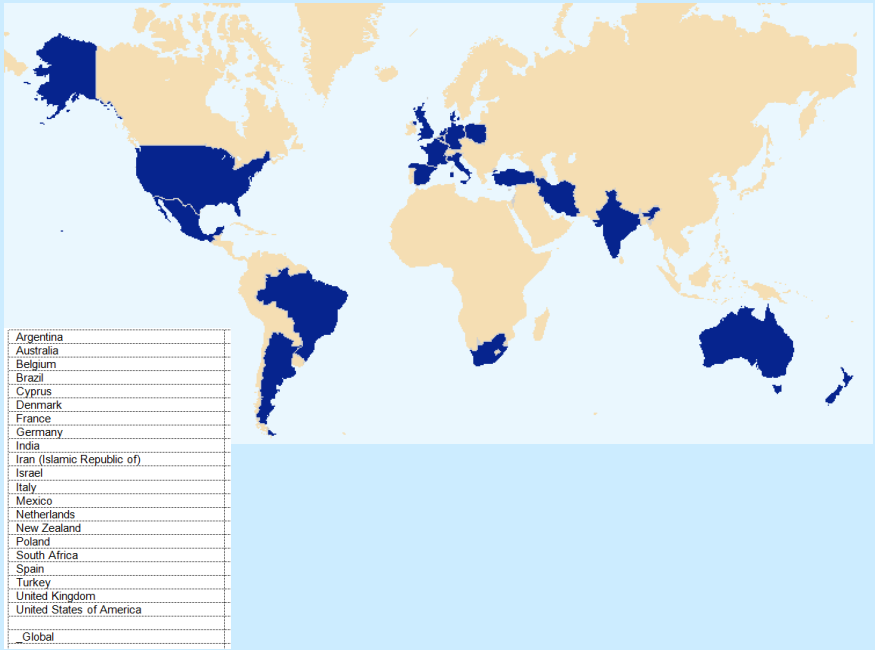 Argentina
Australia
Belgium
Brazil
Cyprus
Denmark
France
Germany
India
Iran (Islamic Republic of)
Israel
Italy
Mexico
Netherlands
New Zealand
Poland
South Africa
Spain
Turkey
United Kingdom
United States of America
_Global